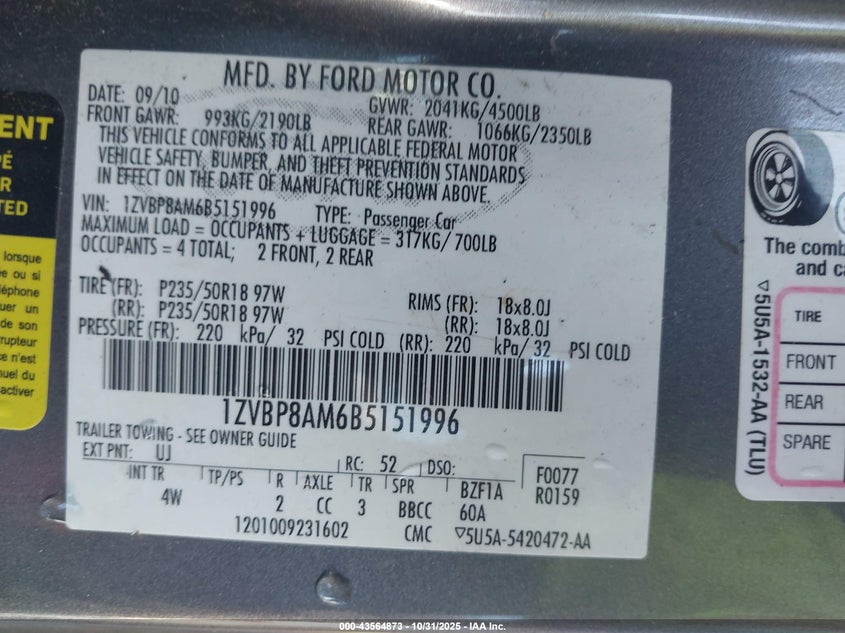 MFD. BY FORD MOTOR CO.
DATE: 09/10 GVWR: 2041KG/4500LB
FRONT GAWR: 993KG/2190LB REAR GAWR: 1066KG/2350LB
THIS VEHICLE CONFORMS TO ALL APPLICABLE FEDERAL MOTOR
VEHICLE SAFETY, BUMPER, AND THEFT PREVENTION STANDARDS
IN EFFECT ON THE DATE OF MANUFACTURE SHOWN ABOVE.
VIN: 1ZVBP8AM6B5151996 TYPE: Passenger Car
MAXIMUM LOAD = OCCUPANTS + LUGGAGE = 317KG/700LB
OCCUPANTS = 4 TOTAL; 2 FRONT, 2 REAR
TIRE (FR): P235/50R18 97W RIMS (FR): 18x8.0J
(RR): P235/50R18 97W (RR): 18x8.0J
PRESSURE (FR): 220 kPa/ 32 PSI COLD (RR): 220 kPa/ 32 PSI COLD
1ZVBP8AM6B5151996
TRAILER TOWING - SEE OWNER GUIDE
EXT PNT: UJ RC: 52 DSO: F0077
INT TR TP/PS R AXLE TR SPR BZF1A R0159
4W 2 CC 3 BBCC 60A
1201009231602 CMC ▽5U5A-5420472-AA
ENT
PÉ
R
TED
lorsque
e ou si
léphone
uer un
de son
rrupteur
ce n'est
nuel du
activer
The comb
and ca
TIRE
FRONT
REAR
SPARE
▽5U5A-1532-AA (TLU)
000-43564873 - 10/31/2025 - IAA Inc.